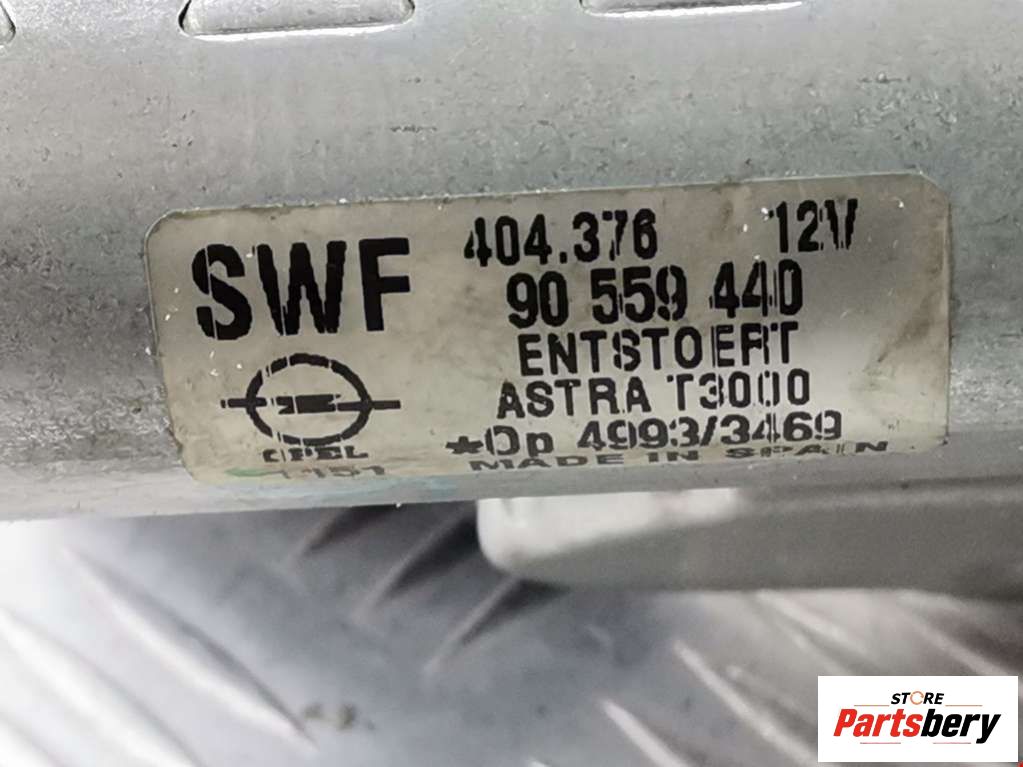 SWF
404.376 12V
90 559 440
ENTSTOERT
ASTRA T3000
*Op 4993/3469
MADE IN SPAIN
OPEL
1151
STORE
Partsbery